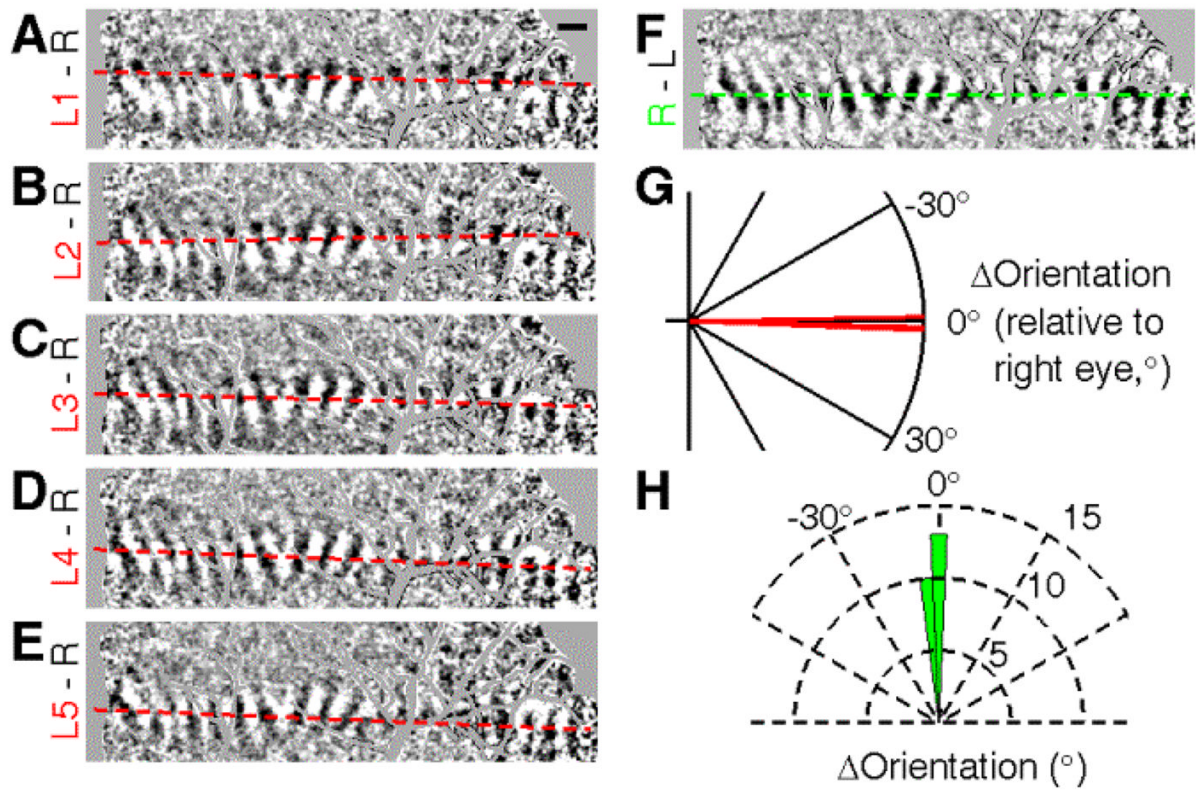 A
L1 - R
B
L2 - R
C
L3 - R
D
L4 - R
E
L5 - R
F
R - L
G
-30°
0°
30°
ΔOrientation
(relative to
right eye,°)
H
0°
-30°
15
10
5
ΔOrientation (°)